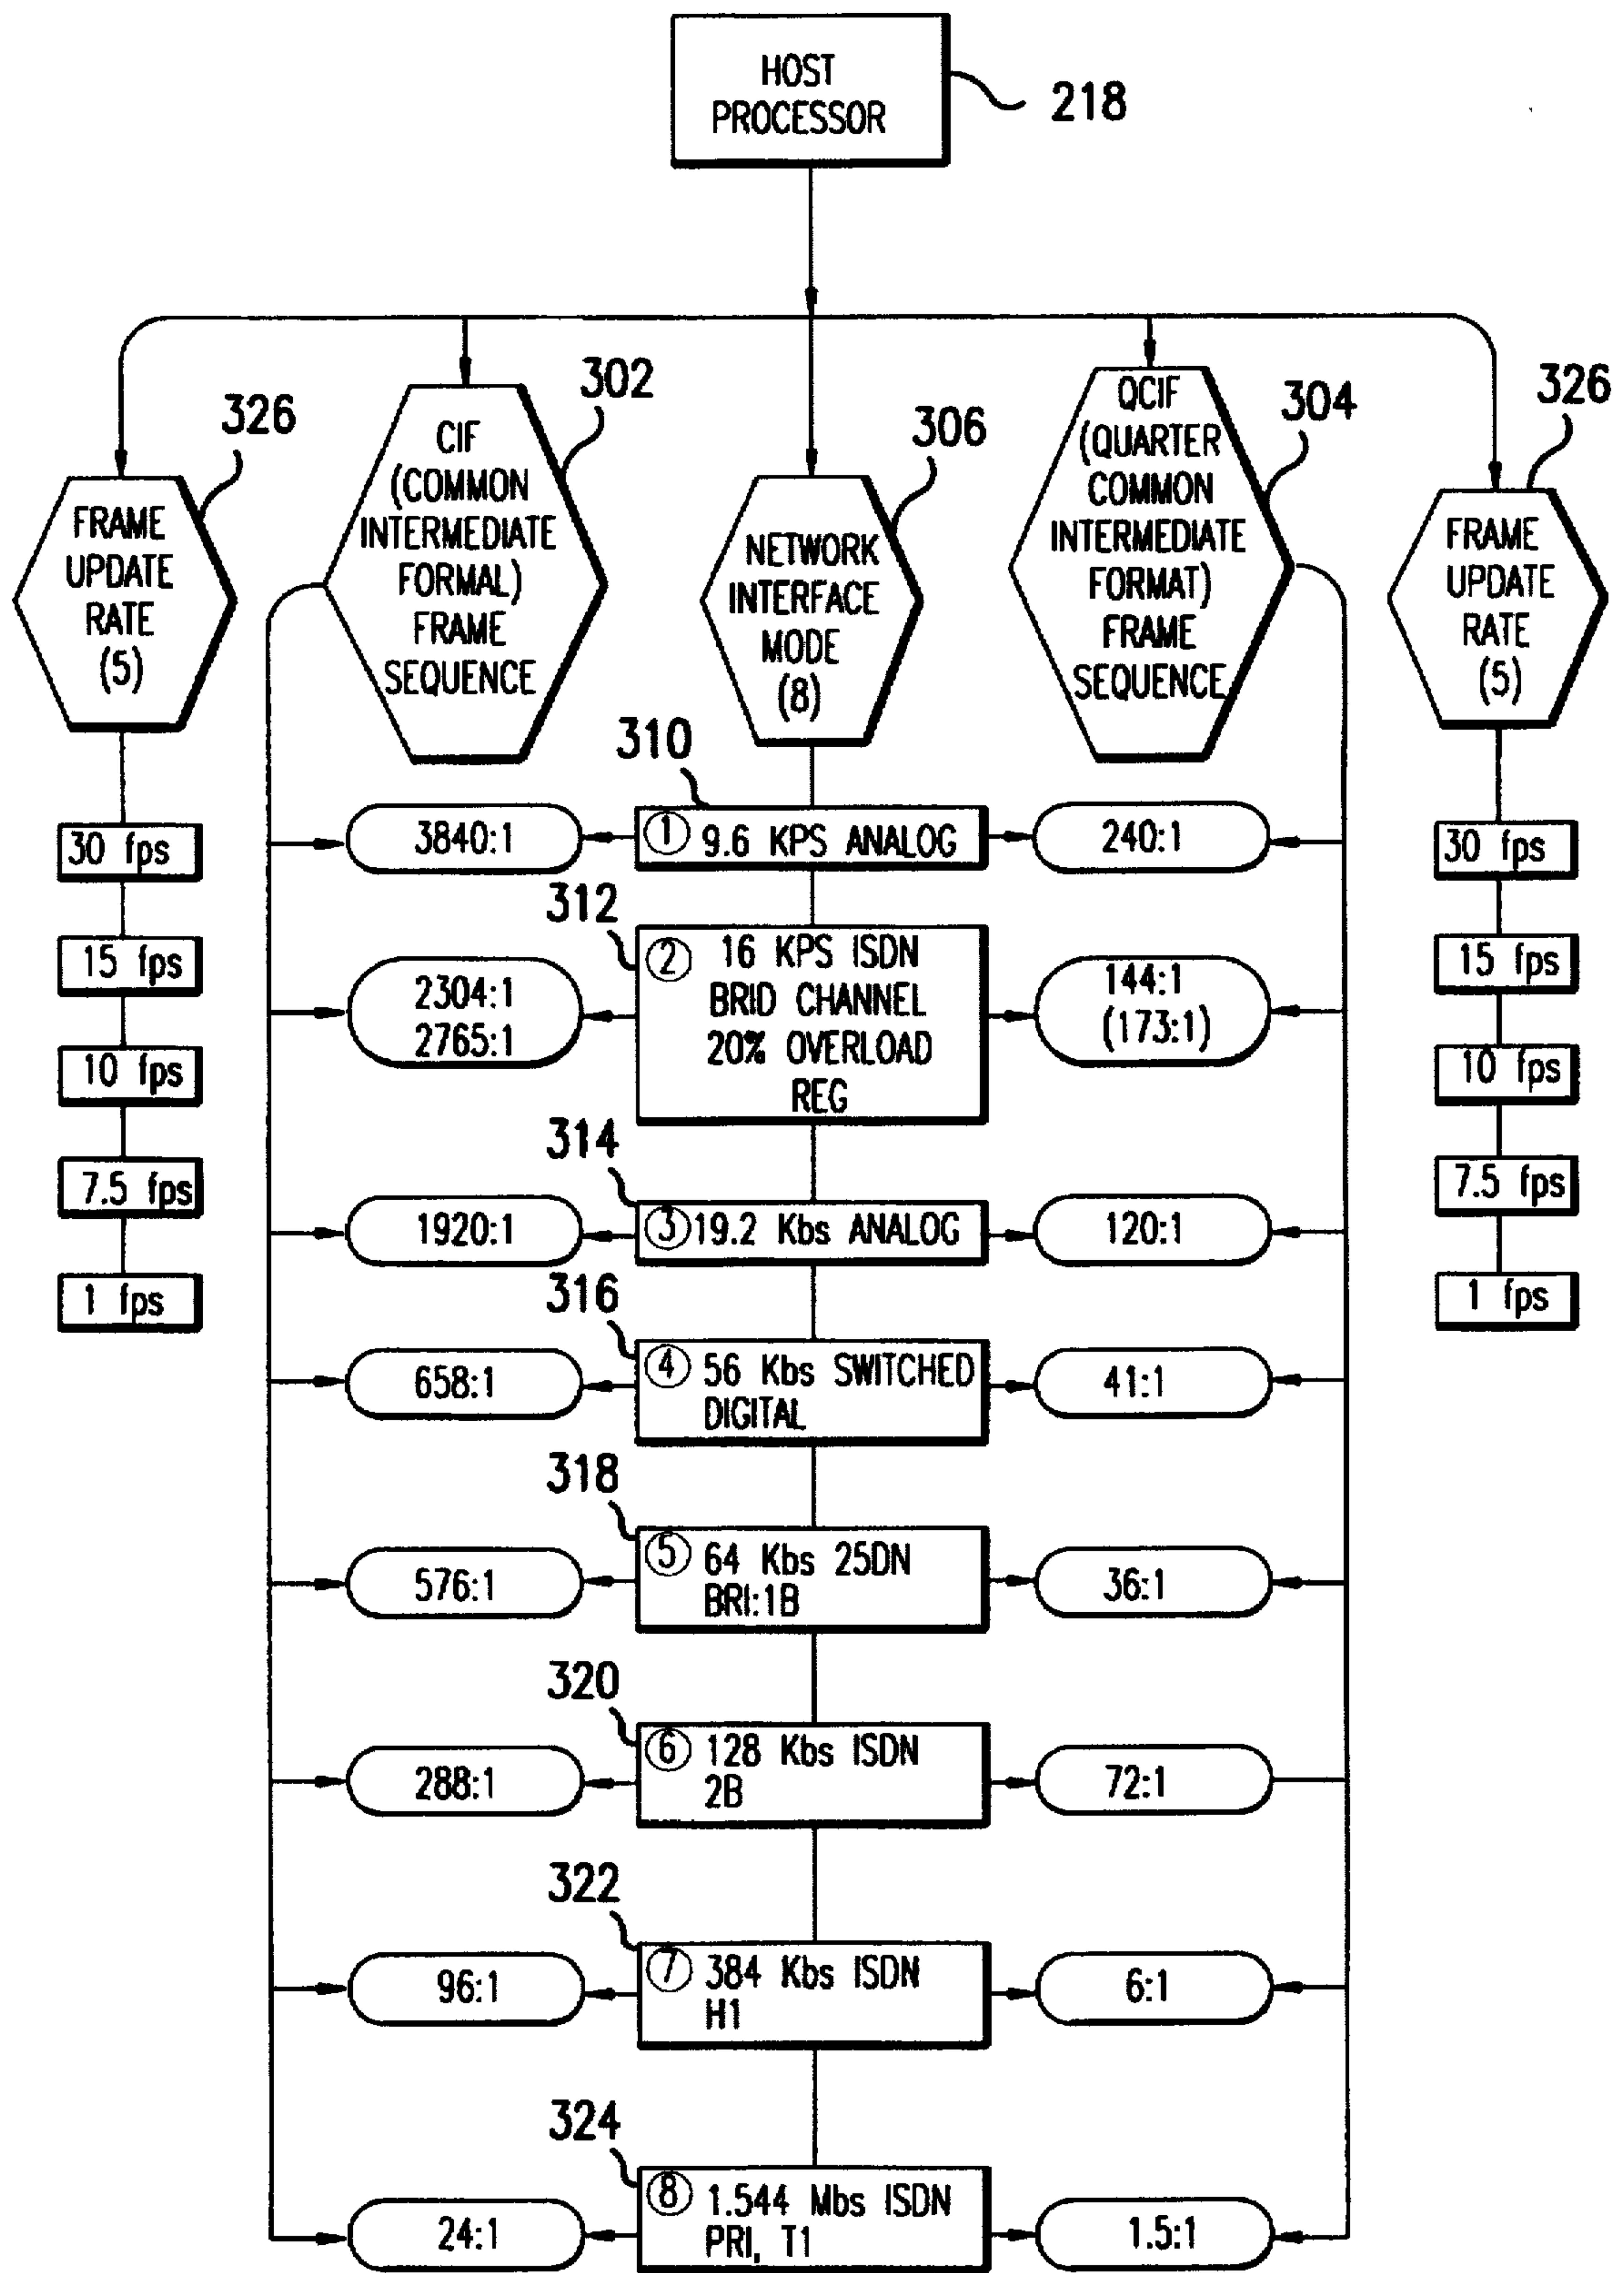 HOST
PROCESSOR
218
326
FRAME
UPDATE
RATE
(5)
302
CIF
(COMMON
INTERMEDIATE
FORMAL)
FRAME
SEQUENCE
306
NETWORK
INTERFACE
MODE
(8)
304
QCIF
(QUARTER
COMMON
INTERMEDIATE
FORMAT)
FRAME
SEQUENCE
326
FRAME
UPDATE
RATE
(5)
30 fps
15 fps
10 fps
7.5 fps
1 fps
310
3840:1
1 9.6 KPS ANALOG
240:1
312
2304:1
2765:1
2 16 KPS ISDN
BRID CHANNEL
20% OVERLOAD
REG
144:1
(173:1)
314
1920:1
3 19.2 Kbs ANALOG
120:1
316
658:1
4 56 Kbs SWITCHED
DIGITAL
41:1
318
576:1
5 64 Kbs 25DN
BRI:1B
36:1
320
288:1
6 128 Kbs ISDN
2B
72:1
322
96:1
7 384 Kbs ISDN
H1
6:1
324
24:1
8 1.544 Mbs ISDN
PRI, T1
1.5:1
30 fps
15 fps
10 fps
7.5 fps
1 fps